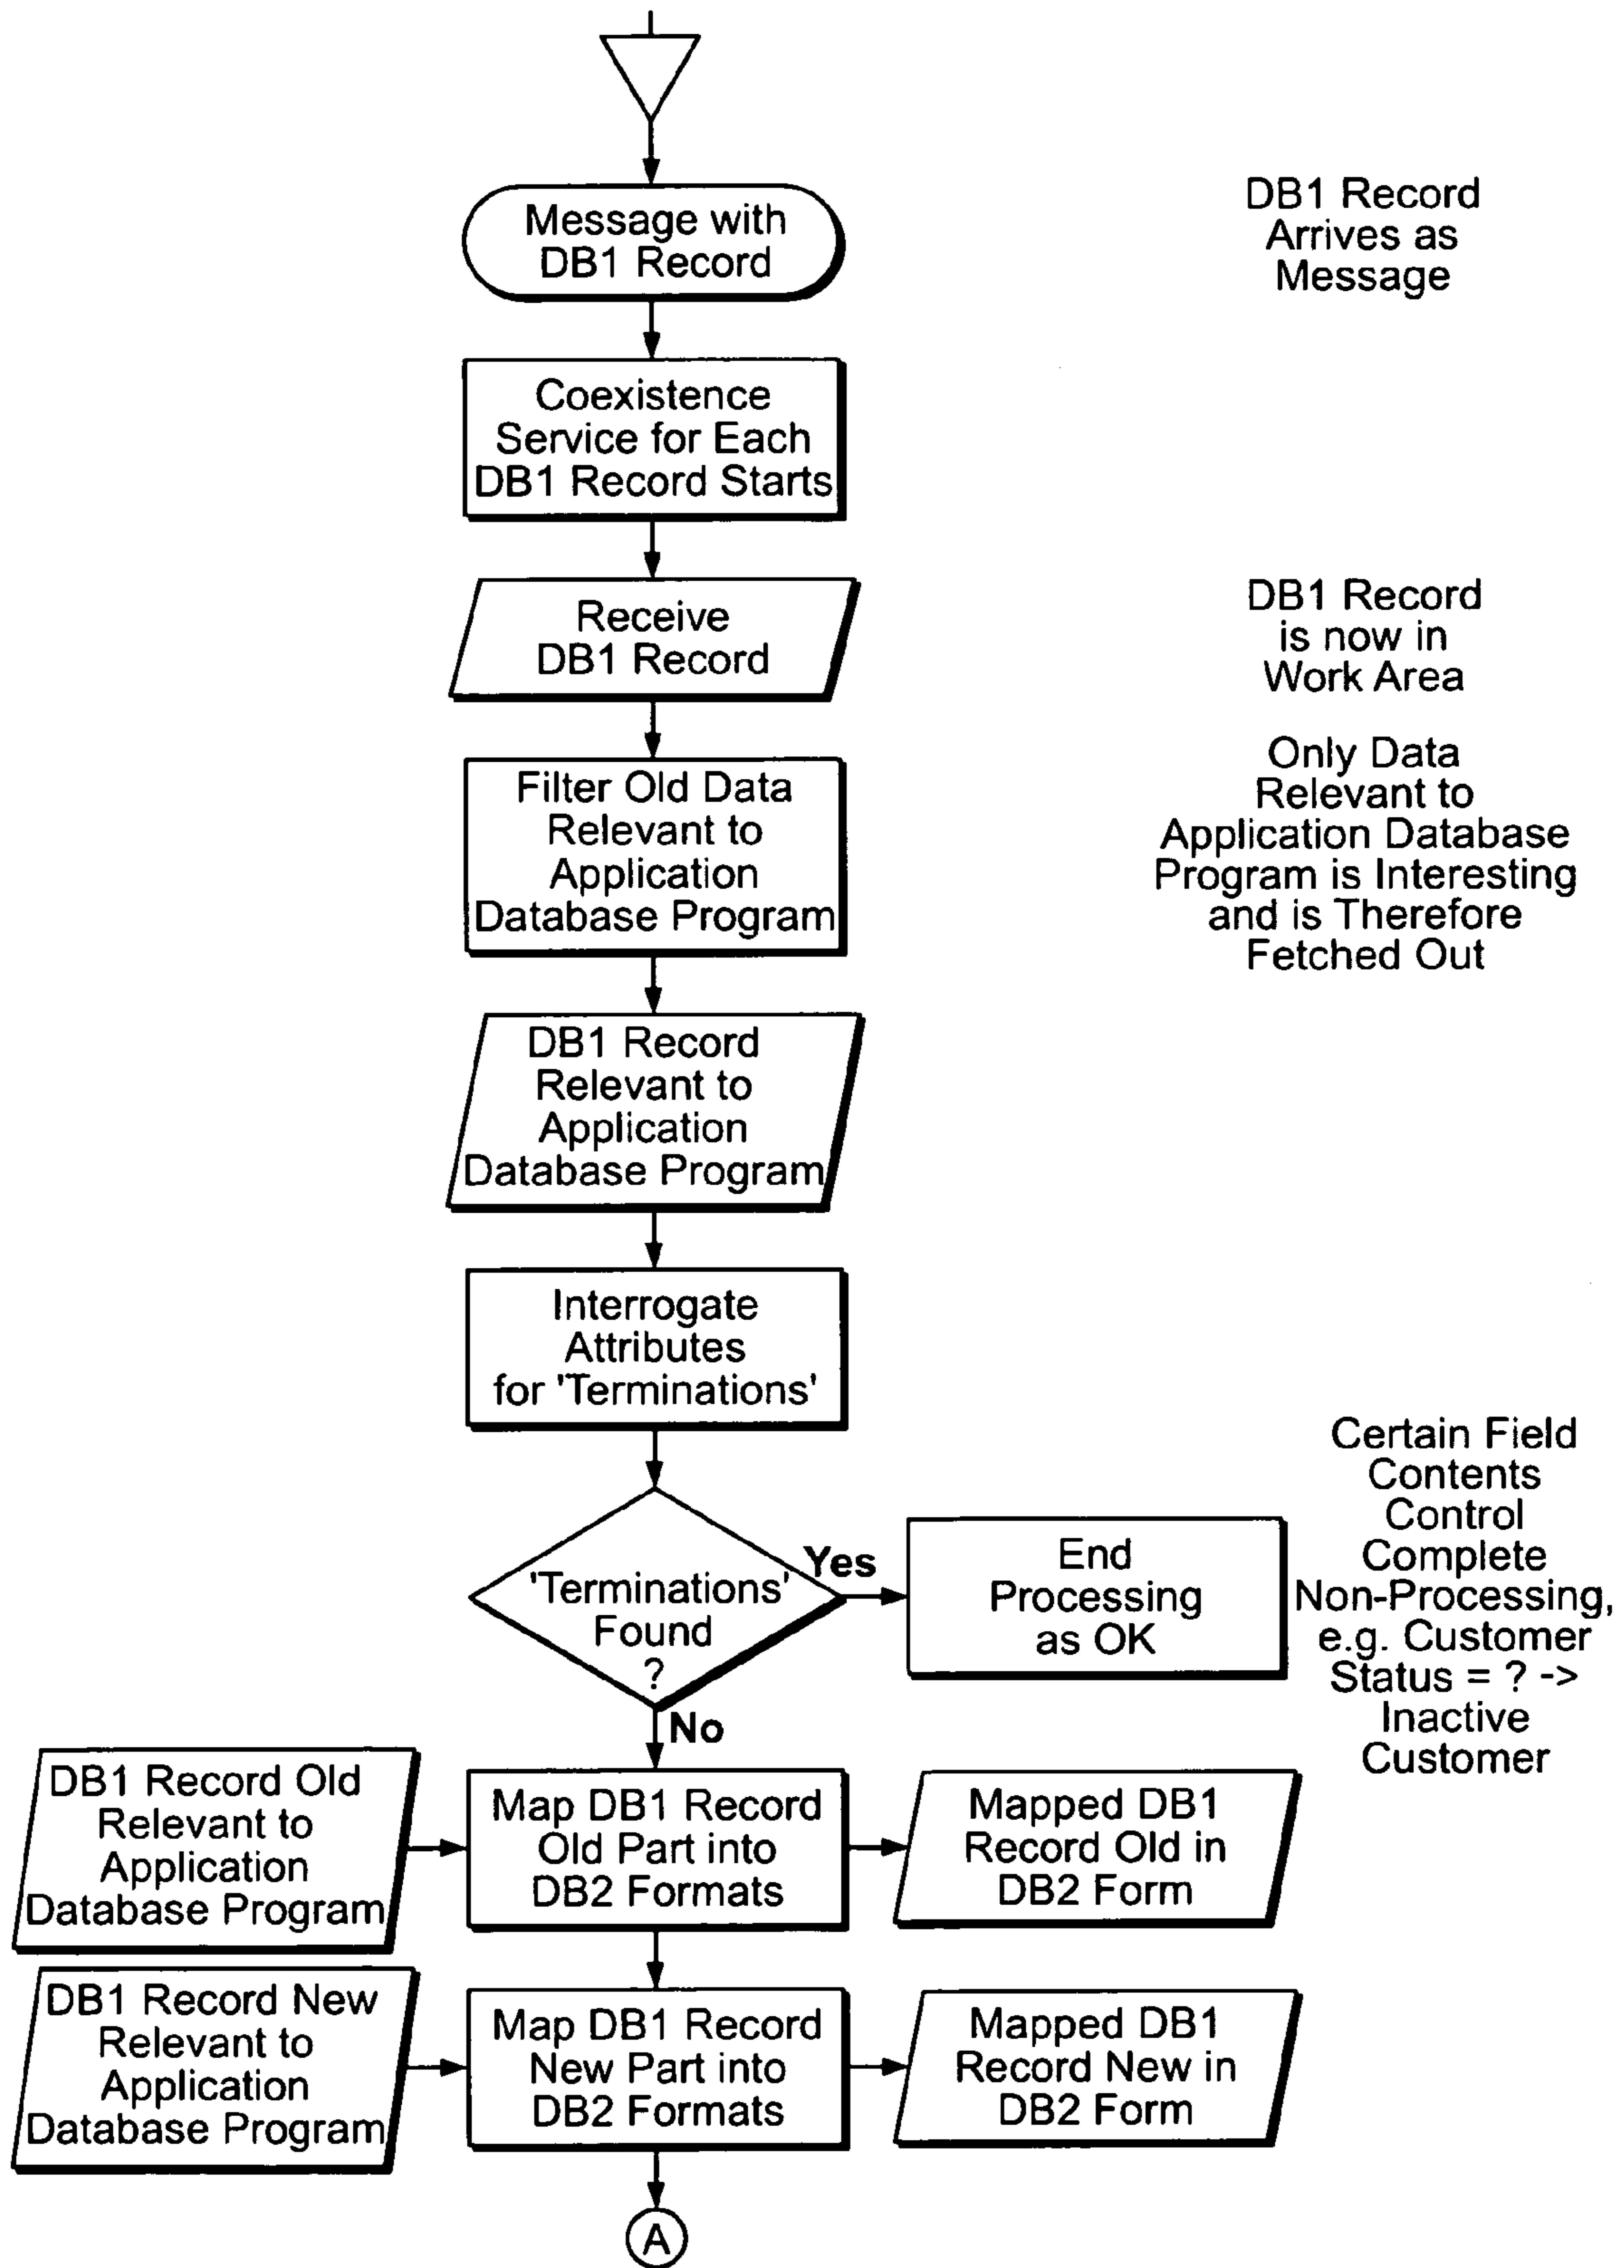 Message with
DB1 Record
DB1 Record
Arrives as
Message
Coexistence
Service for Each
DB1 Record Starts
Receive
DB1 Record
DB1 Record
is now in
Work Area
Filter Old Data
Relevant to
Application
Database Program
Only Data
Relevant to
Application Database
Program is Interesting
and is Therefore
Fetched Out
DB1 Record
Relevant to
Application
Database Program
Interrogate
Attributes
for 'Terminations'
'Terminations'
Found
?
Yes
End
Processing
as OK
Certain Field
Contents
Control
Complete
Non-Processing,
e.g. Customer
Status = ? ->
Inactive
Customer
No
DB1 Record Old
Relevant to
Application
Database Program
Map DB1 Record
Old Part into
DB2 Formats
Mapped DB1
Record Old in
DB2 Form
DB1 Record New
Relevant to
Application
Database Program
Map DB1 Record
New Part into
DB2 Formats
Mapped DB1
Record New in
DB2 Form
A